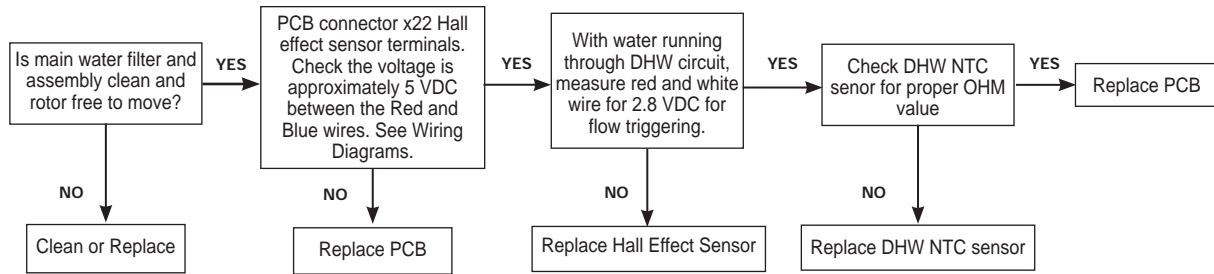 Is main water filter and
assembly clean and
rotor free to move?
YES
NO
Clean or Replace
PCB connector x22 Hall
effect sensor terminals.
Check the voltage is
approximately 5 VDC
between the Red and
Blue wires. See Wiring
Diagrams.
YES
NO
Replace PCB
With water running
through DHW circuit,
measure red and white
wire for 2.8 VDC for
flow triggering.
YES
NO
Replace Hall Effect Sensor
Check DHW NTC
senor for proper OHM
value
YES
NO
Replace DHW NTC sensor
Replace PCB